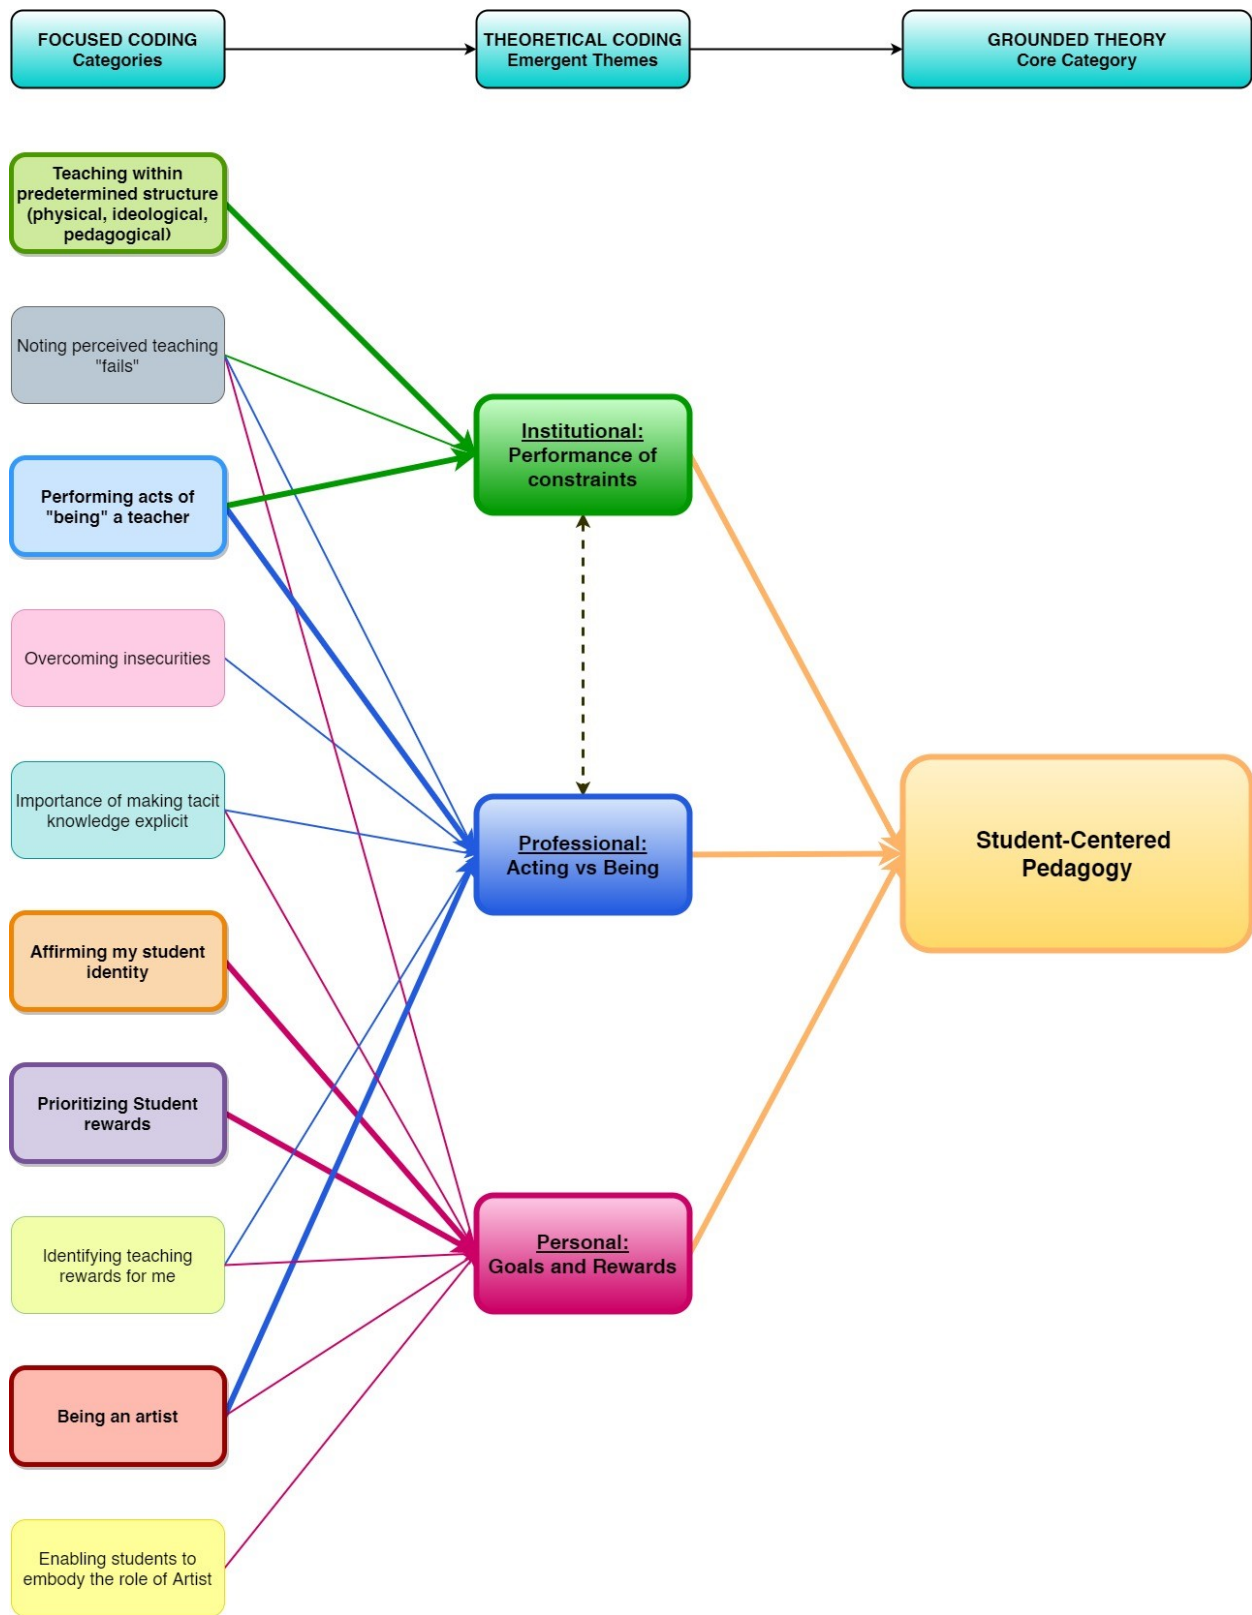 FOCUSED CODING
Categories
THEORETICAL CODING
Emergent Themes
GROUNDED THEORY
Core Category
Teaching within
predetermined structure
(physical, ideological,
pedagogical)
Noting perceived teaching
"fails"
Performing acts of
"being" a teacher
Overcoming insecurities
Importance of making tacit
knowledge explicit
Affirming my student
identity
Prioritizing Student
rewards
Identifying teaching
rewards for me
Being an artist
Enabling students to
embody the role of Artist
Institutional:
Performance of
constraints
Professional:
Acting vs Being
Personal:
Goals and Rewards
Student-Centered
Pedagogy